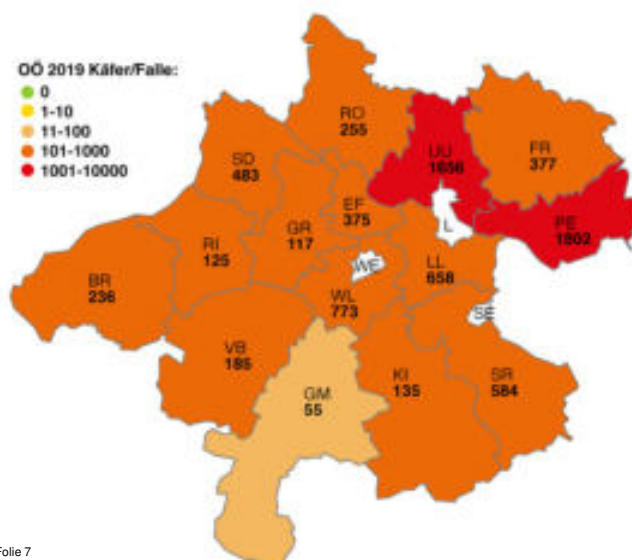 OÖ 2019 Käfer/Falle:
0
1-10
11-100
101-1000
1001-10000
RO
255
UU
1656
FR
377
SD
483
EF
375
GR
117
L
PE
1802
RI
125
WE
LL
658
BR
236
WL
773
SE
VB
185
KI
135
SR
584
GM
55
Folie 7